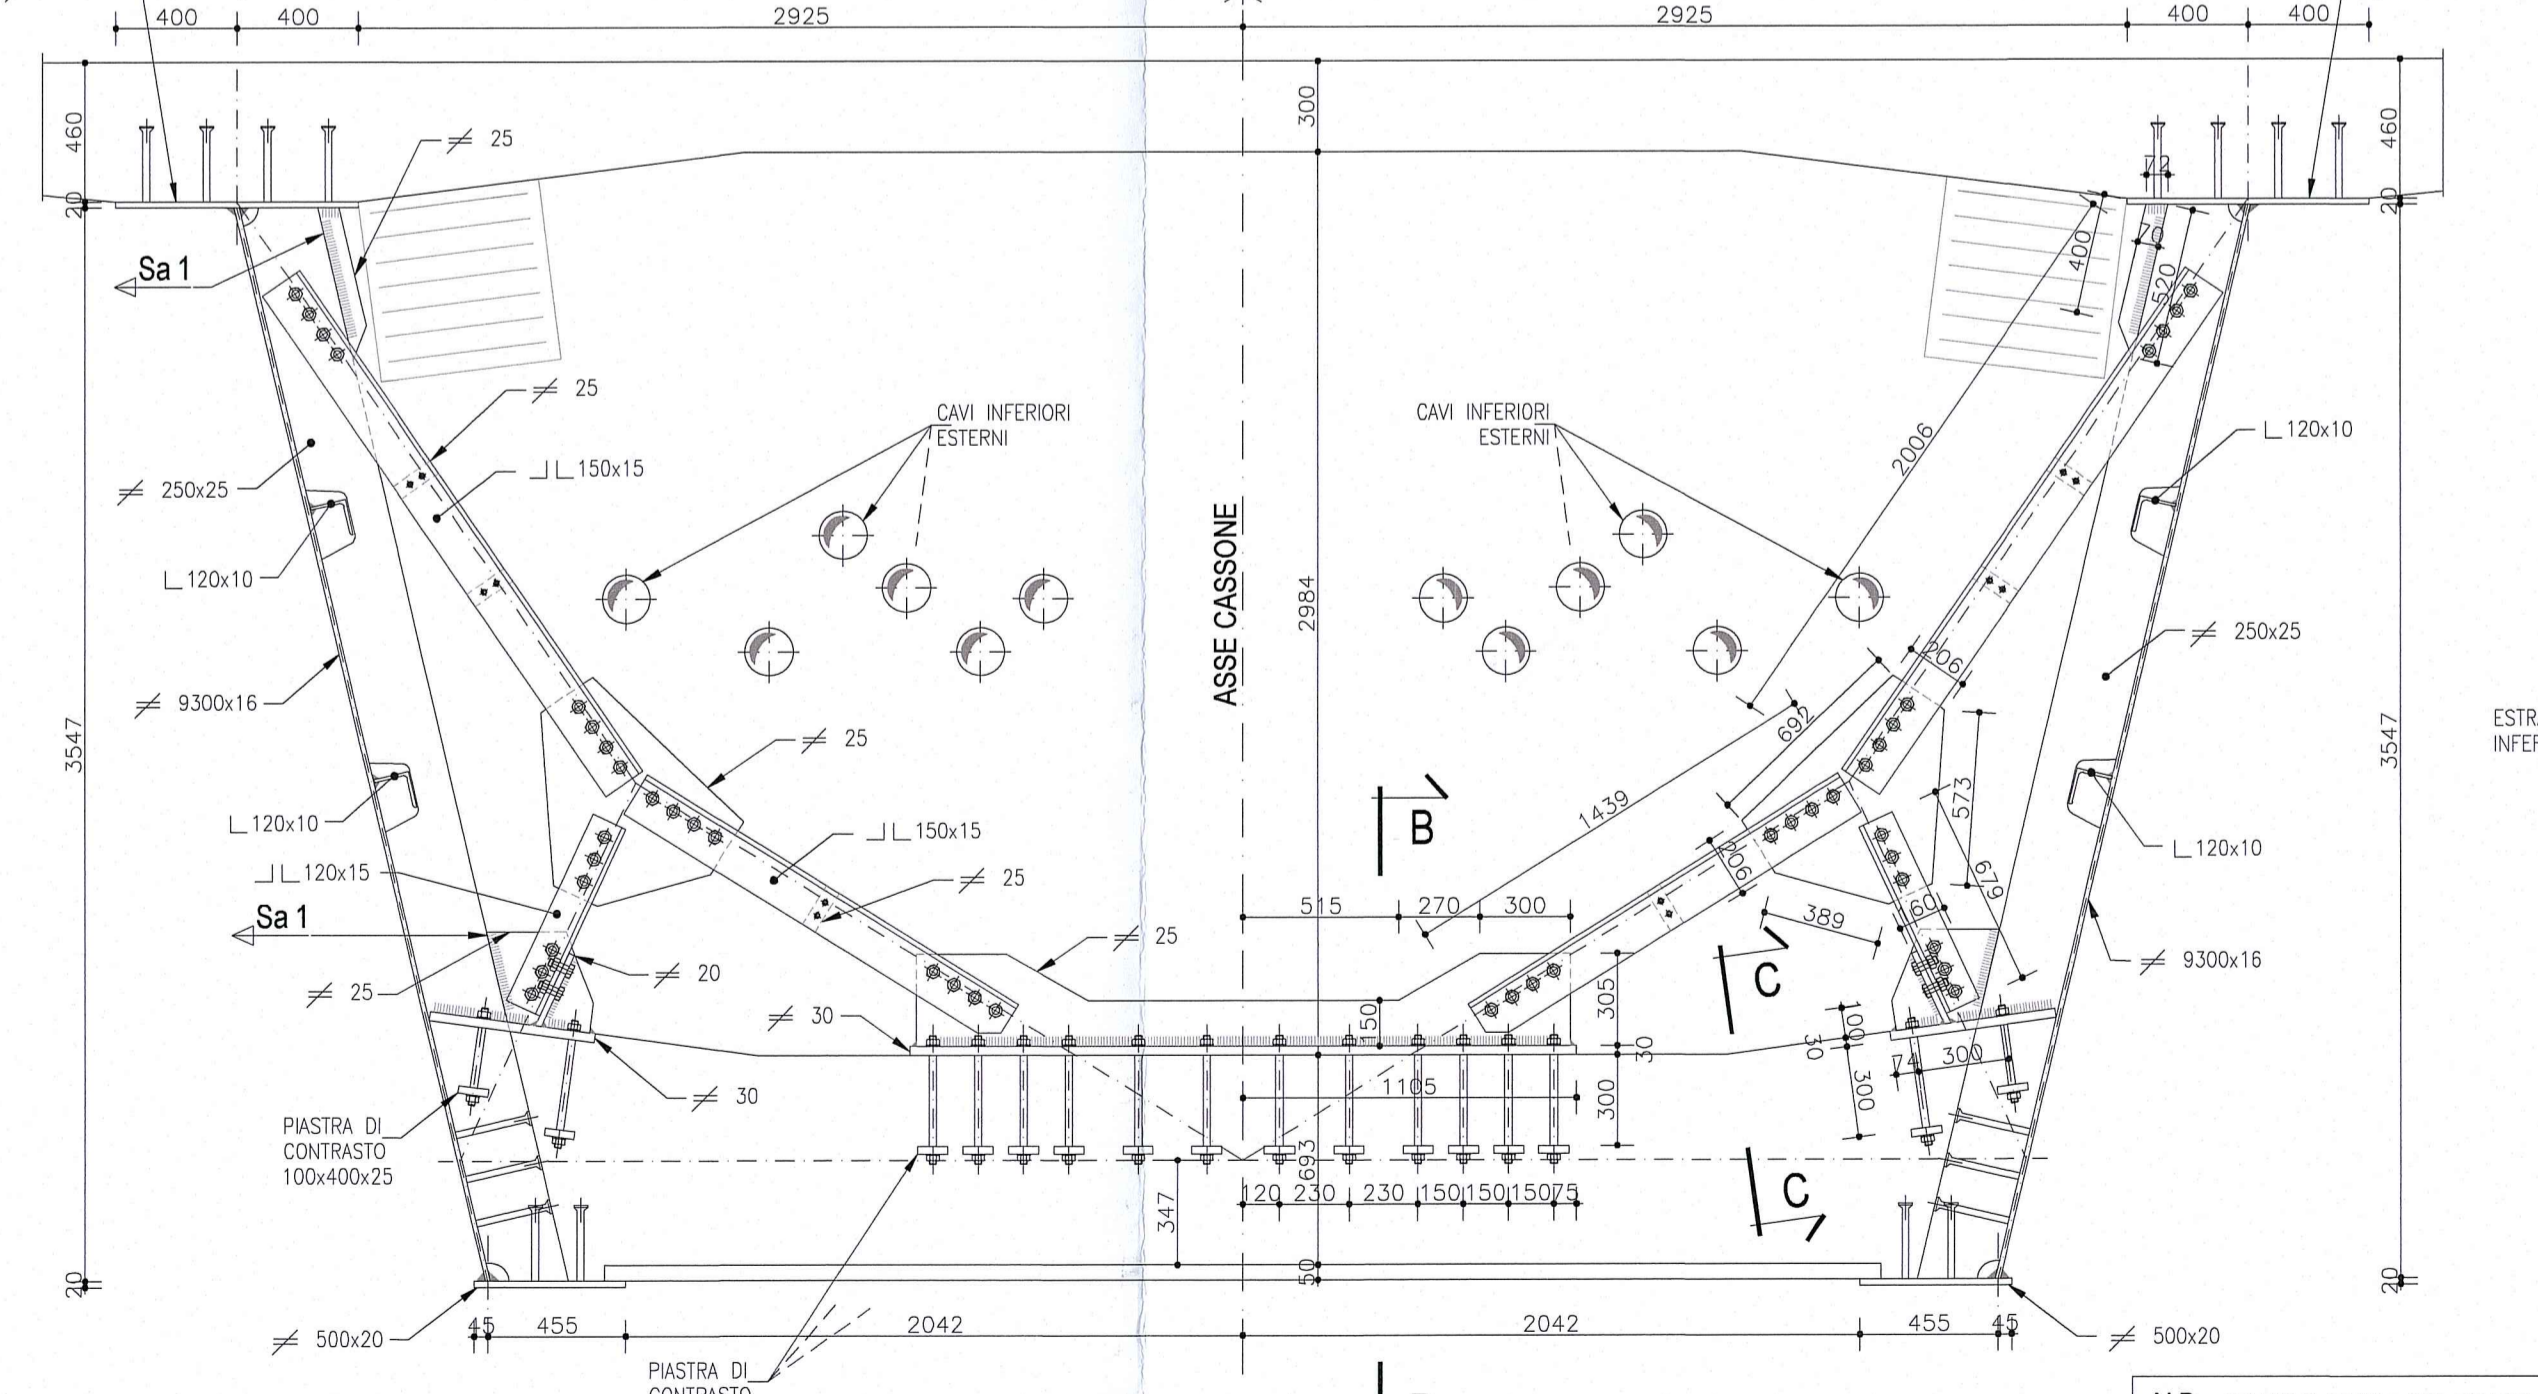 400 400 2925 2925 400 400
460 300 460
≠ 25
72
20 20
70
400
520
Sa 1
≠ 25
CAVI INFERIORI
ESTERNI
CAVI INFERIORI
ESTERNI
L 120x10
2006
⅃L 150x15
≠ 250x25
ASSE CASSONE
L 120x10
2984
≠ 250x25
206
≠ 9300x16
ESTR
INFE
3547
692
3547
≠ 25
573
1439
B
L 120x10
⅃L 150x15
L 120x10
206
⅃L 120x15
≠ 25
679
60
515 270 300
389
Sa 1
≠ 25
≠ 9300x16
≠ 20
C
≠ 25
305
≠ 30
150
100
30
30
74 300
1105
300
300
≠ 30
PIASTRA DI
CONTRASTO
100x400x25
693
C
120 230 230 150 150 150 75
347
50
20 20
45 455 2042 2042 455 45
≠ 500x20
≠ 500x20
PIASTRA DI
CONTRASTO